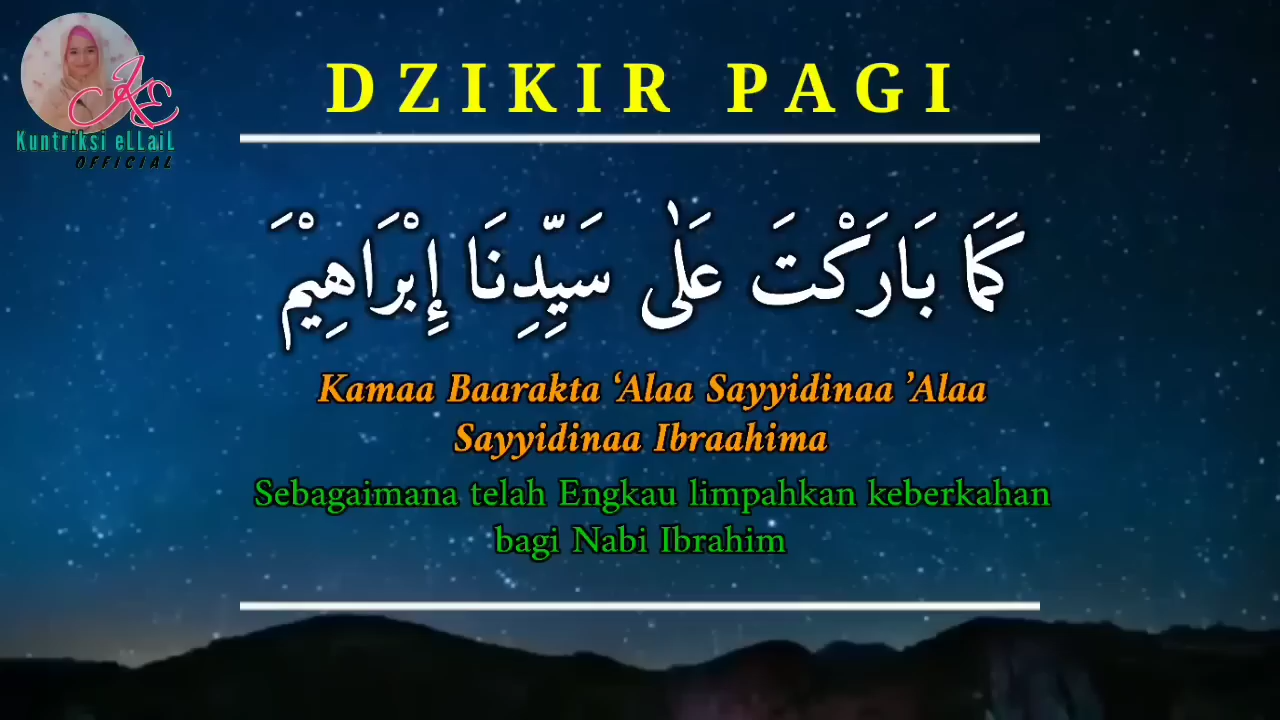 Kuntriksi eLLaiL
OFFICIAL
DZIKIR PAGI
كَمَا بَارَكْتَ عَلٰى سَيِّدِنَا إِبْرَاهِيْمَ
Kamaa Baarakta ‘Alaa Sayyidinaa ’Alaa
Sayyidinaa Ibraahima
Sebagaimana telah Engkau limpahkan keberkahan
bagi Nabi Ibrahim